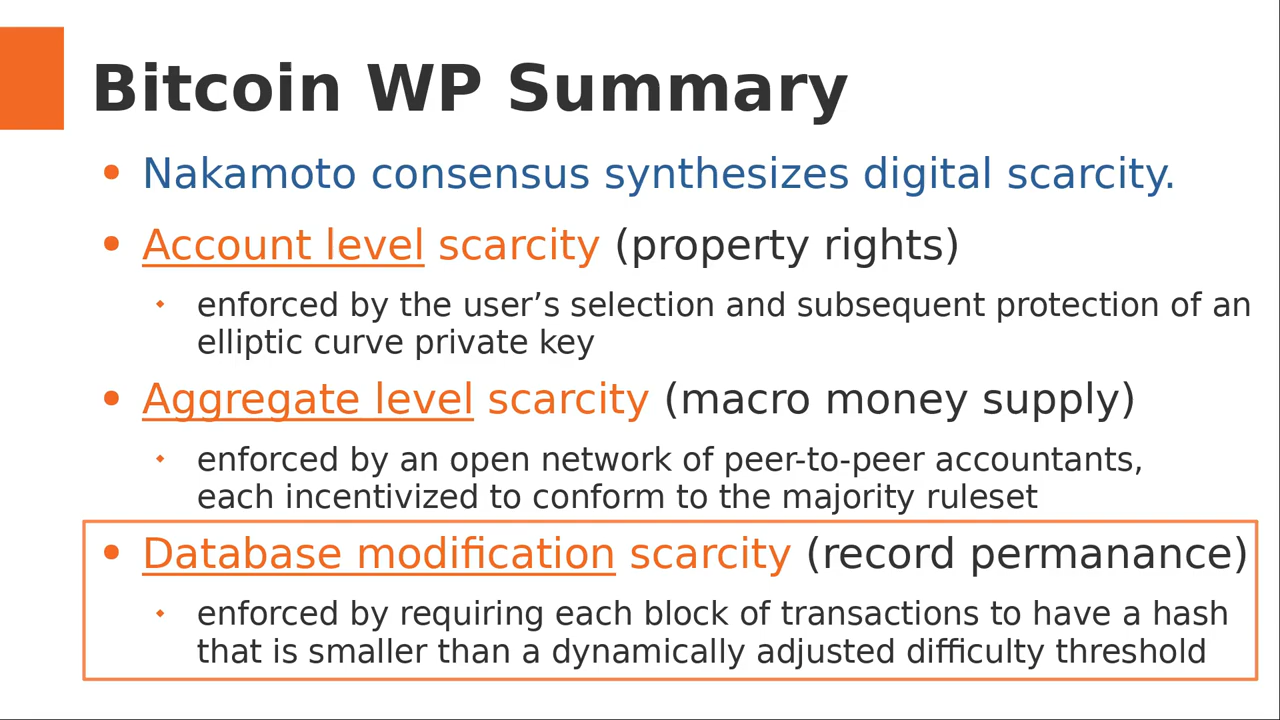 Bitcoin WP Summary
• Nakamoto consensus synthesizes digital scarcity.
• Account level scarcity (property rights)
enforced by the user’s selection and subsequent protection of an
elliptic curve private key
• Aggregate level scarcity (macro money supply)
enforced by an open network of peer-to-peer accountants,
each incentivized to conform to the majority ruleset
• Database modification scarcity (record permanance)
enforced by requiring each block of transactions to have a hash
that is smaller than a dynamically adjusted difficulty threshold